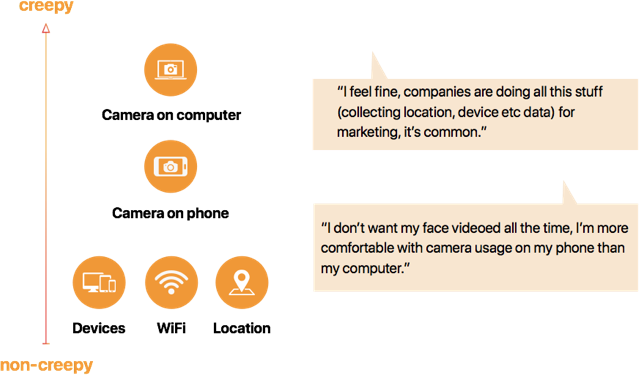 creepy
Camera on computer
Camera on phone
Devices WiFi Location
non-creepy
“I feel fine, companies are doing all this stuff
(collecting location, device etc data) for
marketing, it’s common.”
“I don’t want my face videoed all the time, I’m more
comfortable with camera usage on my phone than
my computer.”